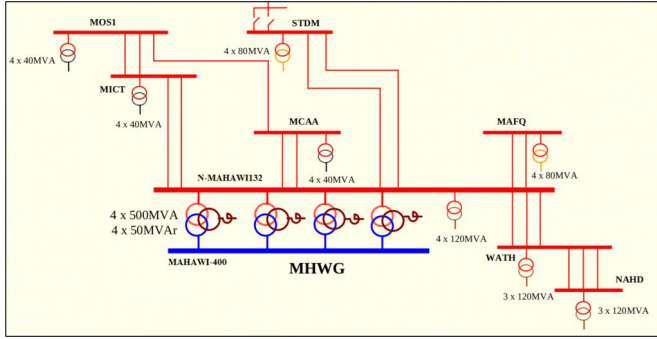 MOS1
STDM
4 x 40MVA
4 x 80MVA
MICT
4 x 40MVA
MCAA
MAFQ
4 x 40MVA
4 x 80MVA
N-MAHAWI132
4 x 500MVA
4 x 50MVAr
4 x 120MVA
MAHAWI-400
MHWG
WATH
NAHD
3 x 120MVA
3 x 120MVA